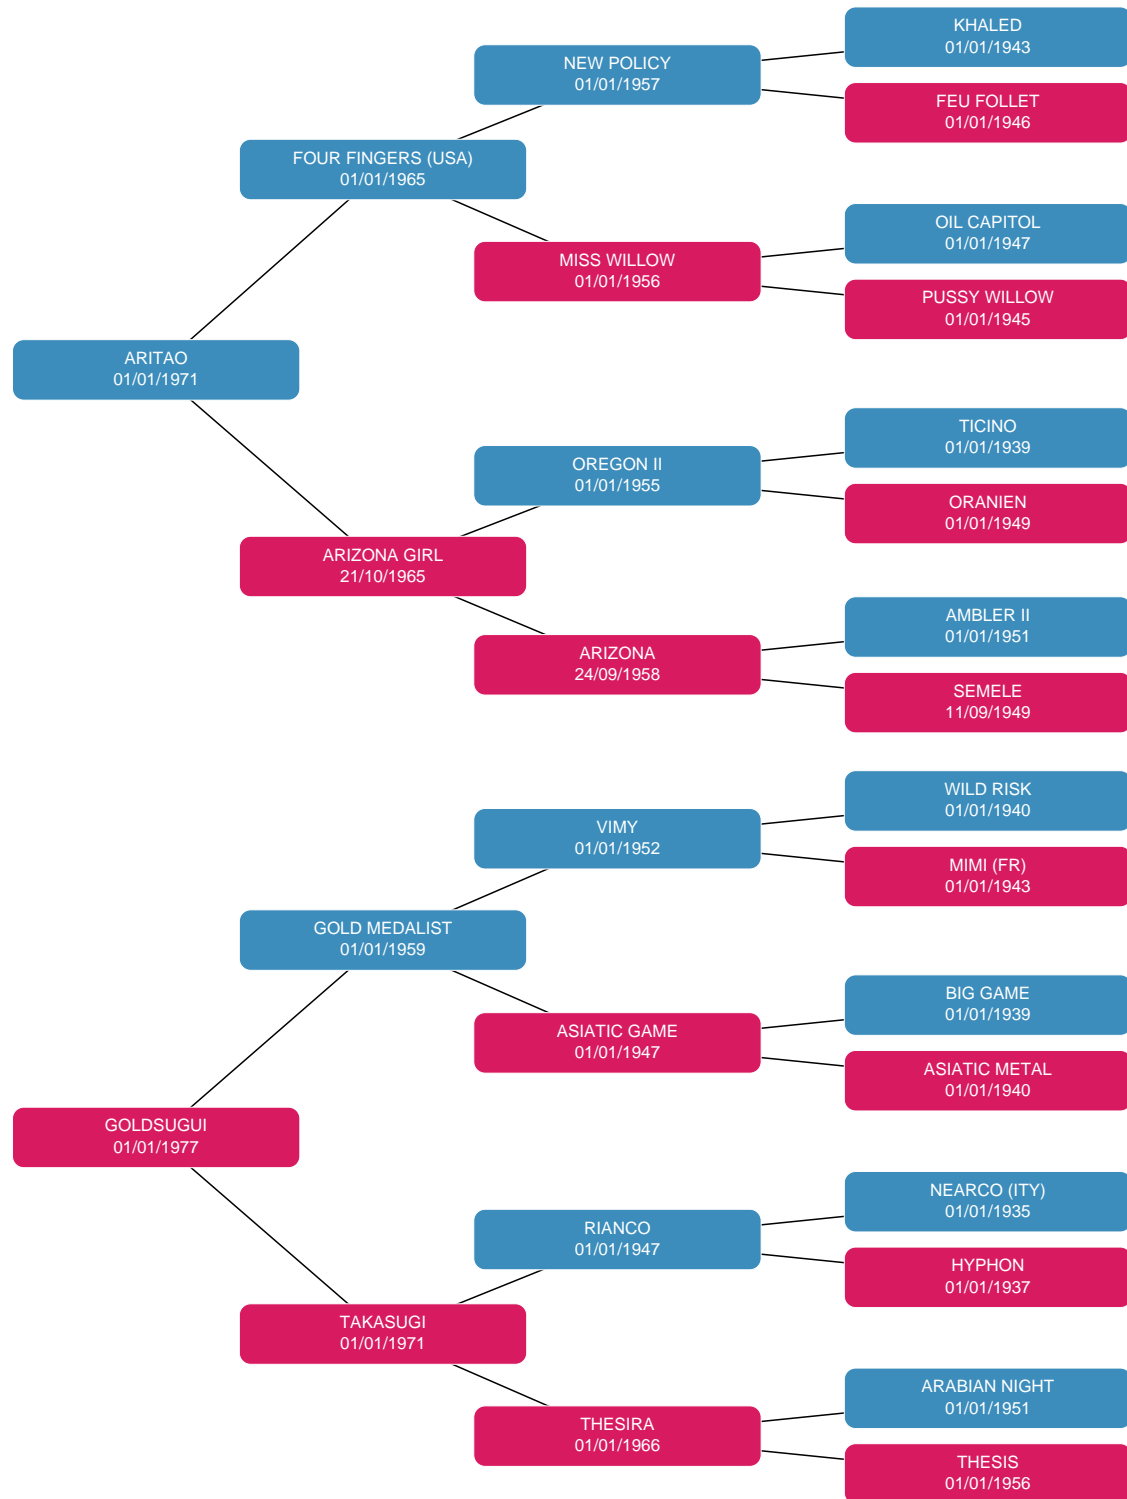 KHALED
01/01/1943
NEW POLICY
01/01/1957
FEU FOLLET
01/01/1946
FOUR FINGERS (USA)
01/01/1965
OIL CAPITOL
01/01/1947
MISS WILLOW
01/01/1956
PUSSY WILLOW
01/01/1945
ARITAO
01/01/1971
TICINO
01/01/1939
OREGON II
01/01/1955
ORANIEN
01/01/1949
ARIZONA GIRL
21/10/1965
AMBLER II
01/01/1951
ARIZONA
24/09/1958
SEMELE
11/09/1949
WILD RISK
01/01/1940
VIMY
01/01/1952
MIMI (FR)
01/01/1943
GOLD MEDALIST
01/01/1959
BIG GAME
01/01/1939
ASIATIC GAME
01/01/1947
ASIATIC METAL
01/01/1940
GOLDSUGUI
01/01/1977
NEARCO (ITY)
01/01/1935
RIANCO
01/01/1947
HYPHON
01/01/1937
TAKASUGI
01/01/1971
ARABIAN NIGHT
01/01/1951
THESIRA
01/01/1966
THESIS
01/01/1956